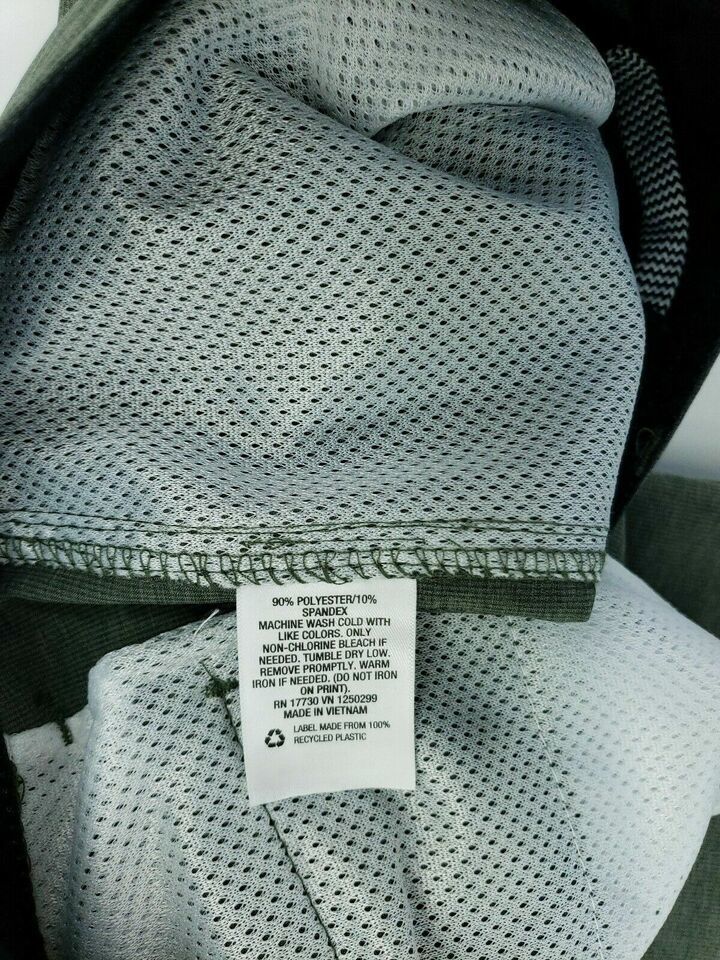 90% POLYESTER/10%
SPANDEX
MACHINE WASH COLD WITH
LIKE COLORS. ONLY
NON-CHLORINE BLEACH IF
NEEDED. TUMBLE DRY LOW.
REMOVE PROMPTLY. WARM
IRON IF NEEDED. (DO NOT IRON
ON PRINT).
RN 17730 VN 1250299
MADE IN VIETNAM
LABEL MADE FROM 100%
RECYCLED PLASTIC